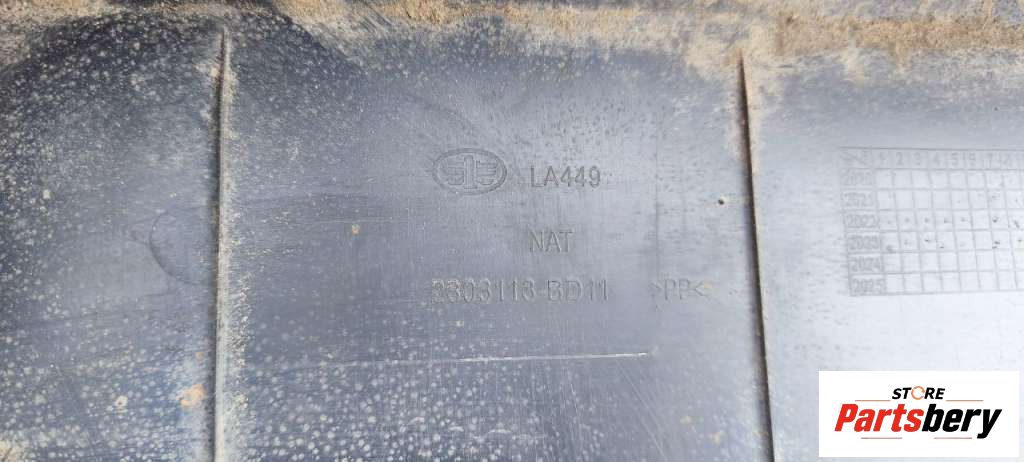 LA449
NAT
2803113-BD11 >PP<
1 2 3 4 5 6 7 8
2021
2022
2023
2024
2025
STORE
Partsbery